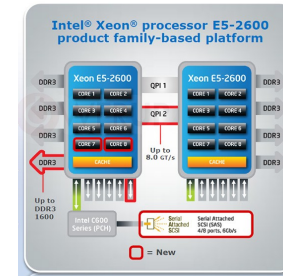 Intel® Xeon® processor E5-2600
product family-based platform
Xeon E5-2600
Xeon E5-2600
DDR3
DDR3
DDR3
DDR3
QPI 1
QPI 2
Up to
8.0 GT/s
CORE 1 CORE 2
CORE 3 CORE 4
CORE 5 CORE 6
CORE 7 CORE 8
CACHE
CORE 1 CORE 2
CORE 3 CORE 4
CORE 5 CORE 6
CORE 7 CORE 8
CACHE
DDR3
DDR3
DDR3
DDR3
Up to
DDR3
1600
Intel C600
Series (PCH)
Serial
Attached
SCSI
Serial Attached
SCSI (SAS)
4/8 ports, 6Gb/s
= New